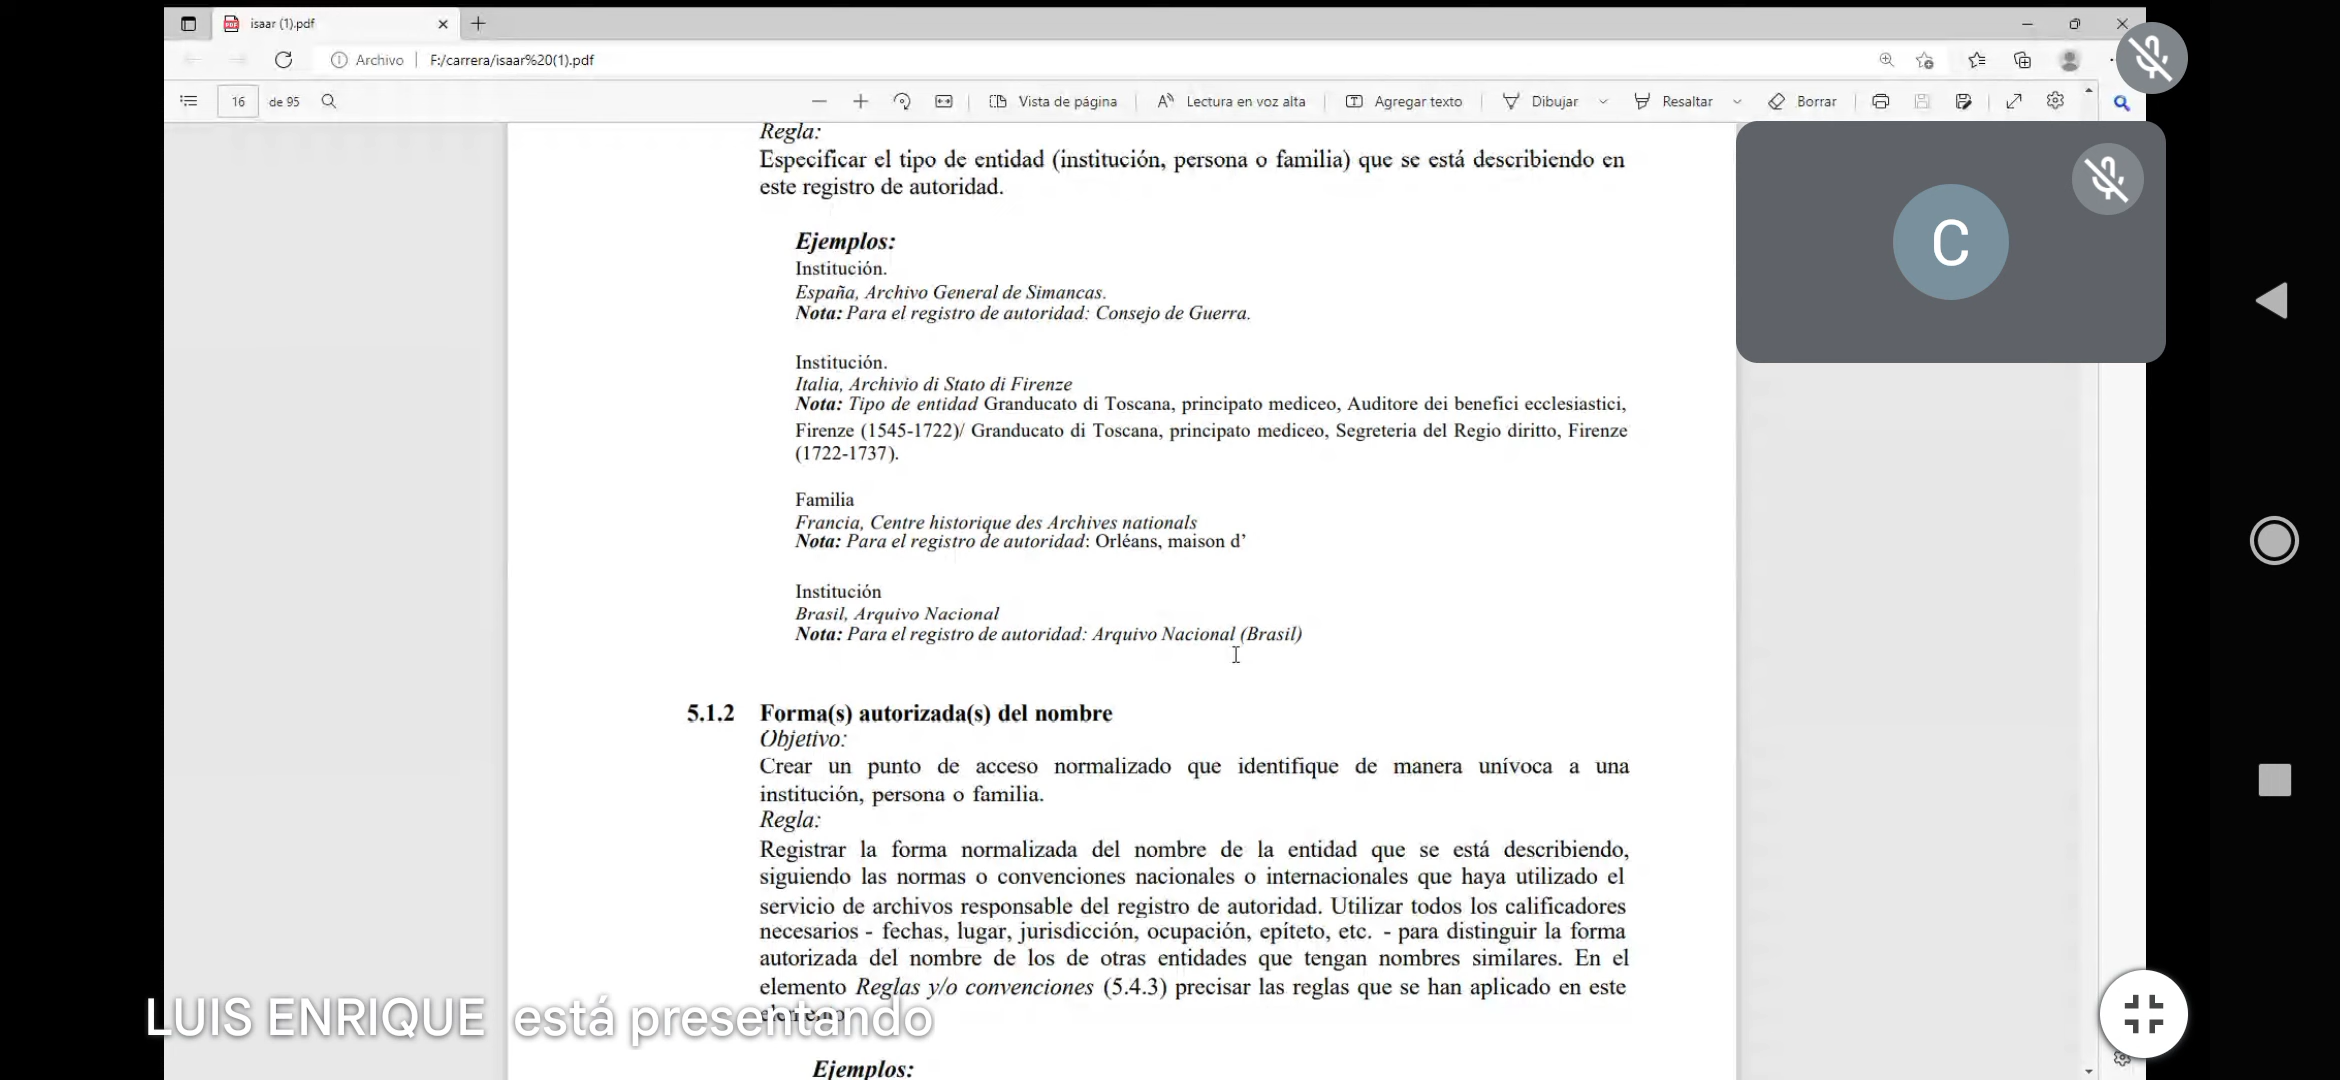 isaar (1).pdf
Archivo | F:/carrera/isaar%20(1).pdf
16 de 95
Vista de página
Lectura en voz alta
Agregar texto
Dibujar
Resaltar
Borrar
Regla:
Especificar el tipo de entidad (institución, persona o familia) que se está describiendo en
este registro de autoridad.
C
Ejemplos:
Institución.
España, Archivo General de Simancas.
Nota: Para el registro de autoridad: Consejo de Guerra.
Institución.
Italia, Archivio di Stato di Firenze
Nota: Tipo de entidad Granducato di Toscana, principato mediceo, Auditore dei benefici ecclesiastici,
Firenze (1545-1722)/ Granducato di Toscana, principato mediceo, Segreteria del Regio diritto, Firenze
(1722-1737).
Familia
Francia, Centre historique des Archives nationals
Nota: Para el registro de autoridad: Orléans, maison d’
Institución
Brasil, Arquivo Nacional
Nota: Para el registro de autoridad: Arquivo Nacional (Brasil)
5.1.2 Forma(s) autorizada(s) del nombre
Objetivo:
Crear un punto de acceso normalizado que identifique de manera unívoca a una
institución, persona o familia.
Regla:
Registrar la forma normalizada del nombre de la entidad que se está describiendo,
siguiendo las normas o convenciones nacionales o internacionales que haya utilizado el
servicio de archivos responsable del registro de autoridad. Utilizar todos los calificadores
necesarios - fechas, lugar, jurisdicción, ocupación, epíteto, etc. - para distinguir la forma
autorizada del nombre de los de otras entidades que tengan nombres similares. En el
elemento Reglas y/o convenciones (5.4.3) precisar las reglas que se han aplicado en este
elemento
LUIS ENRIQUE está presentando
Ejemplos: